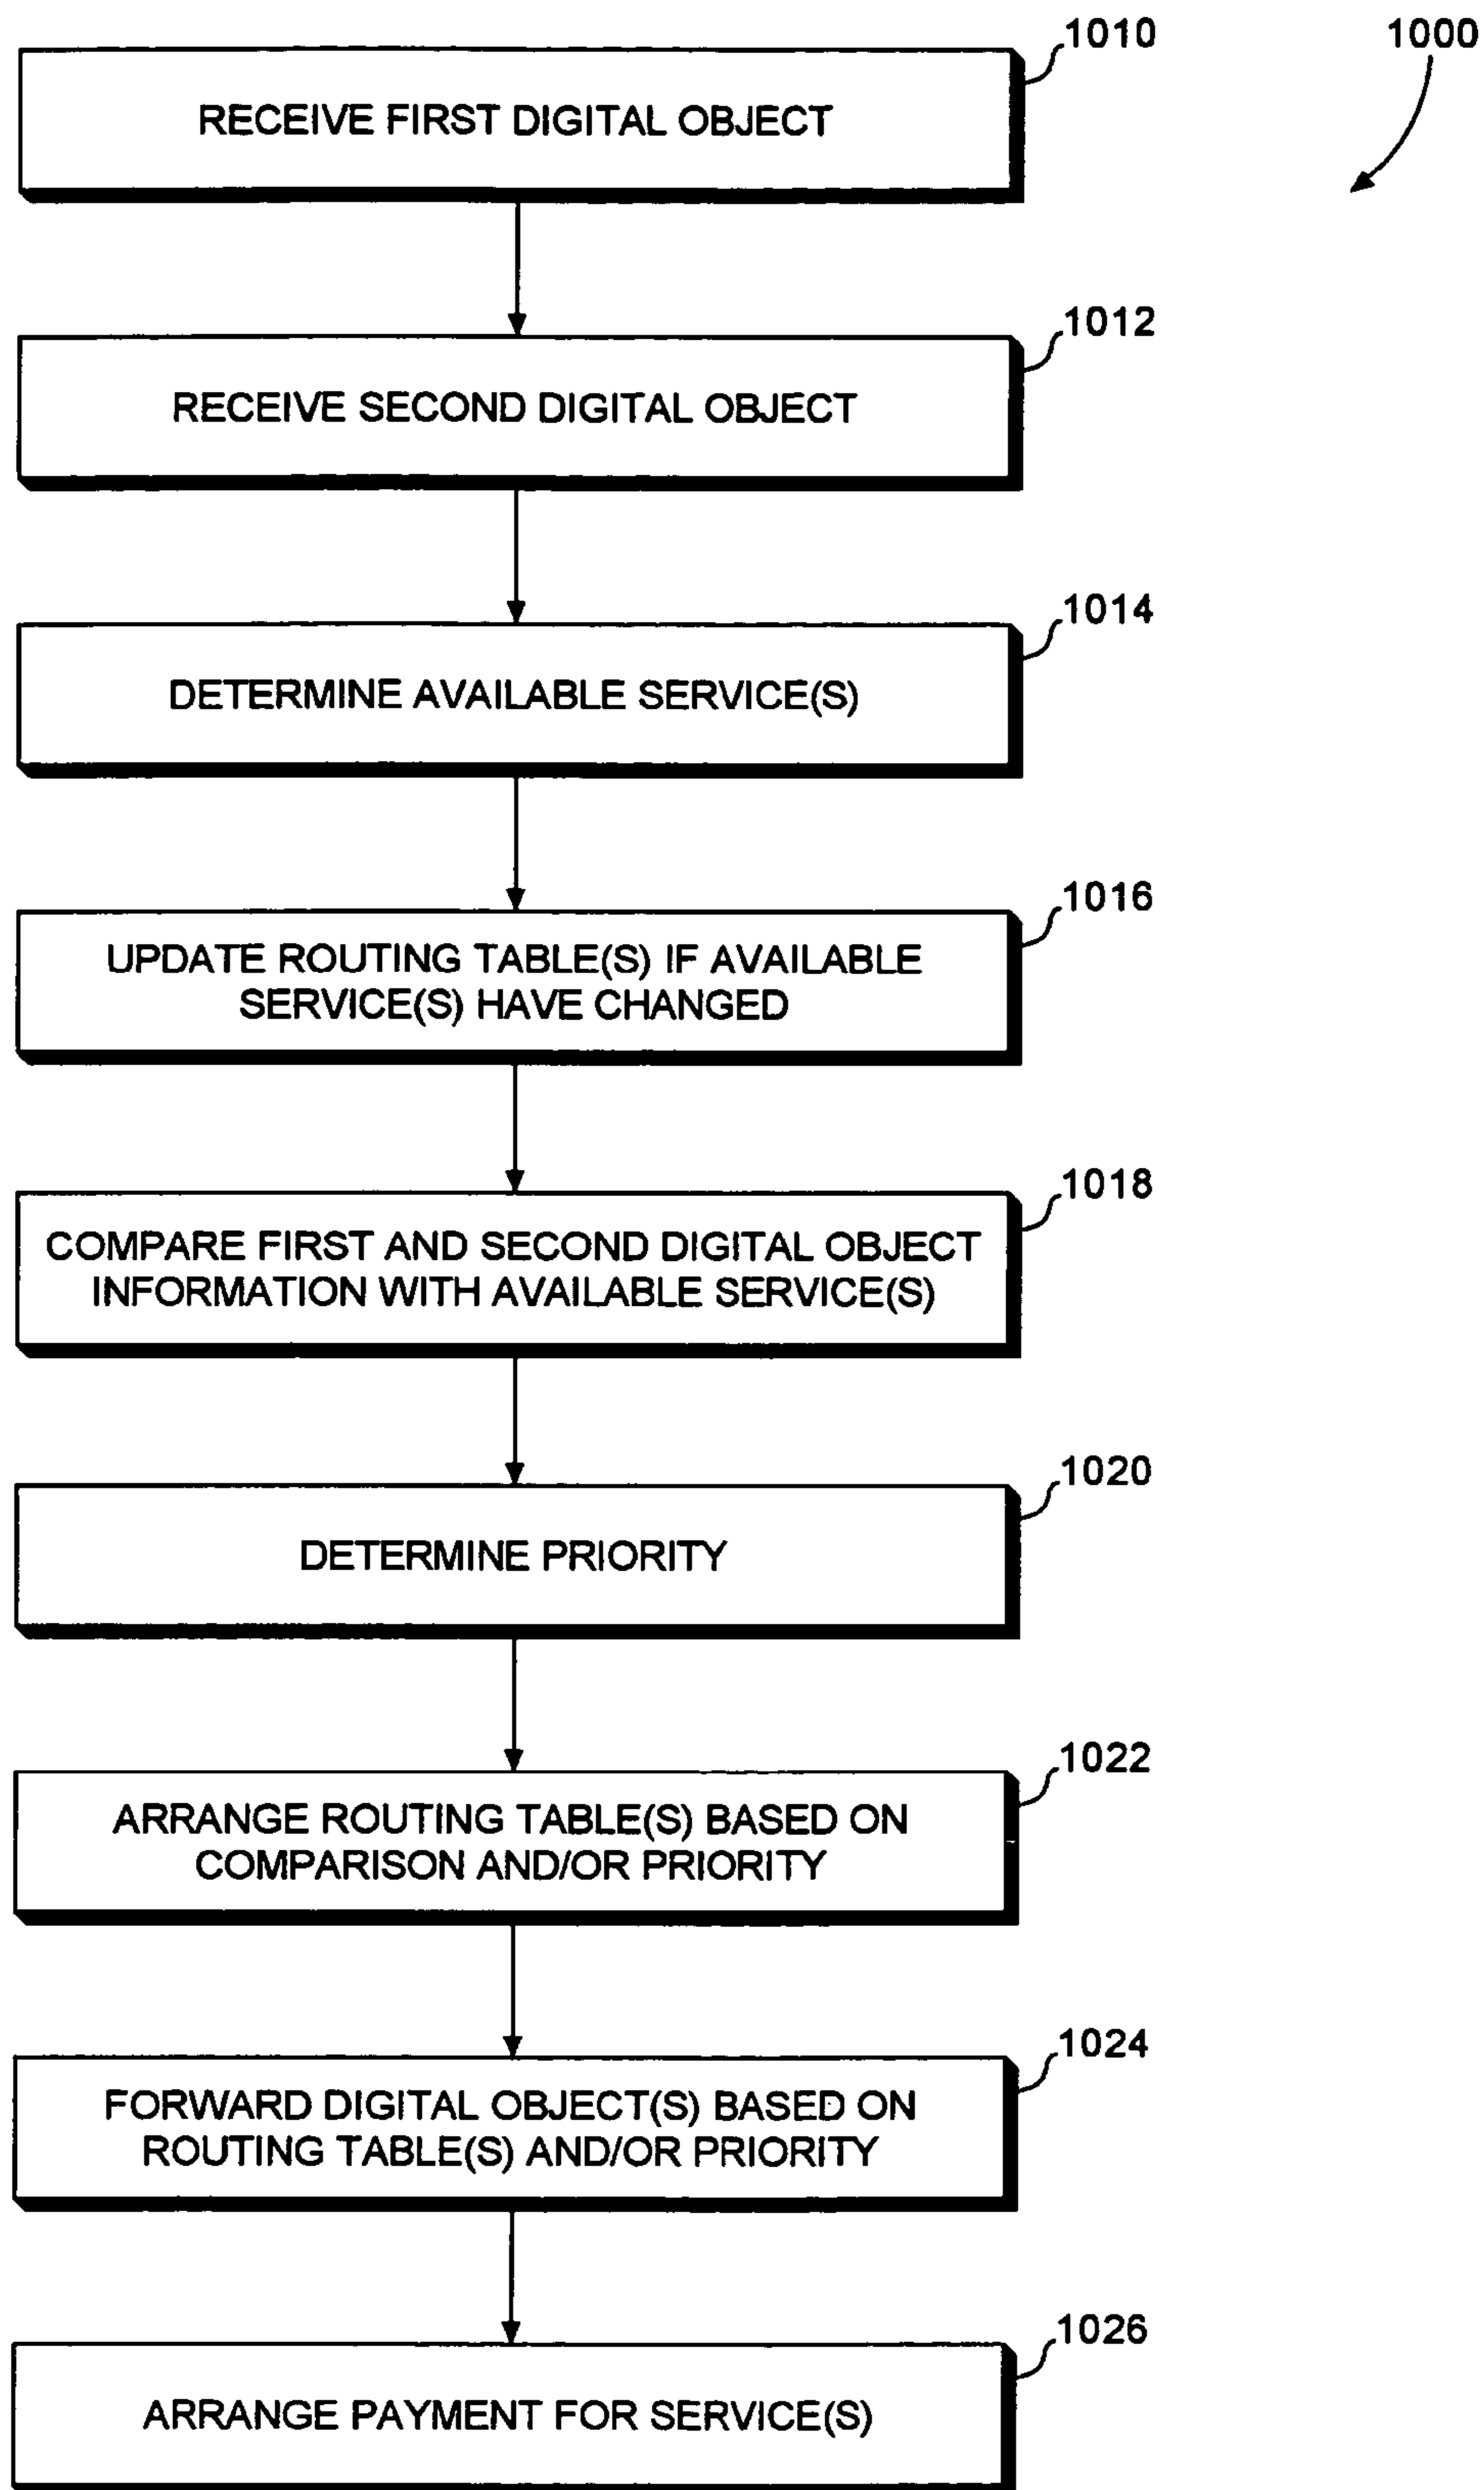 1010
1000
RECEIVE FIRST DIGITAL OBJECT
1012
RECEIVE SECOND DIGITAL OBJECT
1014
DETERMINE AVAILABLE SERVICE(S)
1016
UPDATE ROUTING TABLE(S) IF AVAILABLE
SERVICE(S) HAVE CHANGED
1018
COMPARE FIRST AND SECOND DIGITAL OBJECT
INFORMATION WITH AVAILABLE SERVICE(S)
1020
DETERMINE PRIORITY
1022
ARRANGE ROUTING TABLE(S) BASED ON
COMPARISON AND/OR PRIORITY
1024
FORWARD DIGITAL OBJECT(S) BASED ON
ROUTING TABLE(S) AND/OR PRIORITY
1026
ARRANGE PAYMENT FOR SERVICE(S)